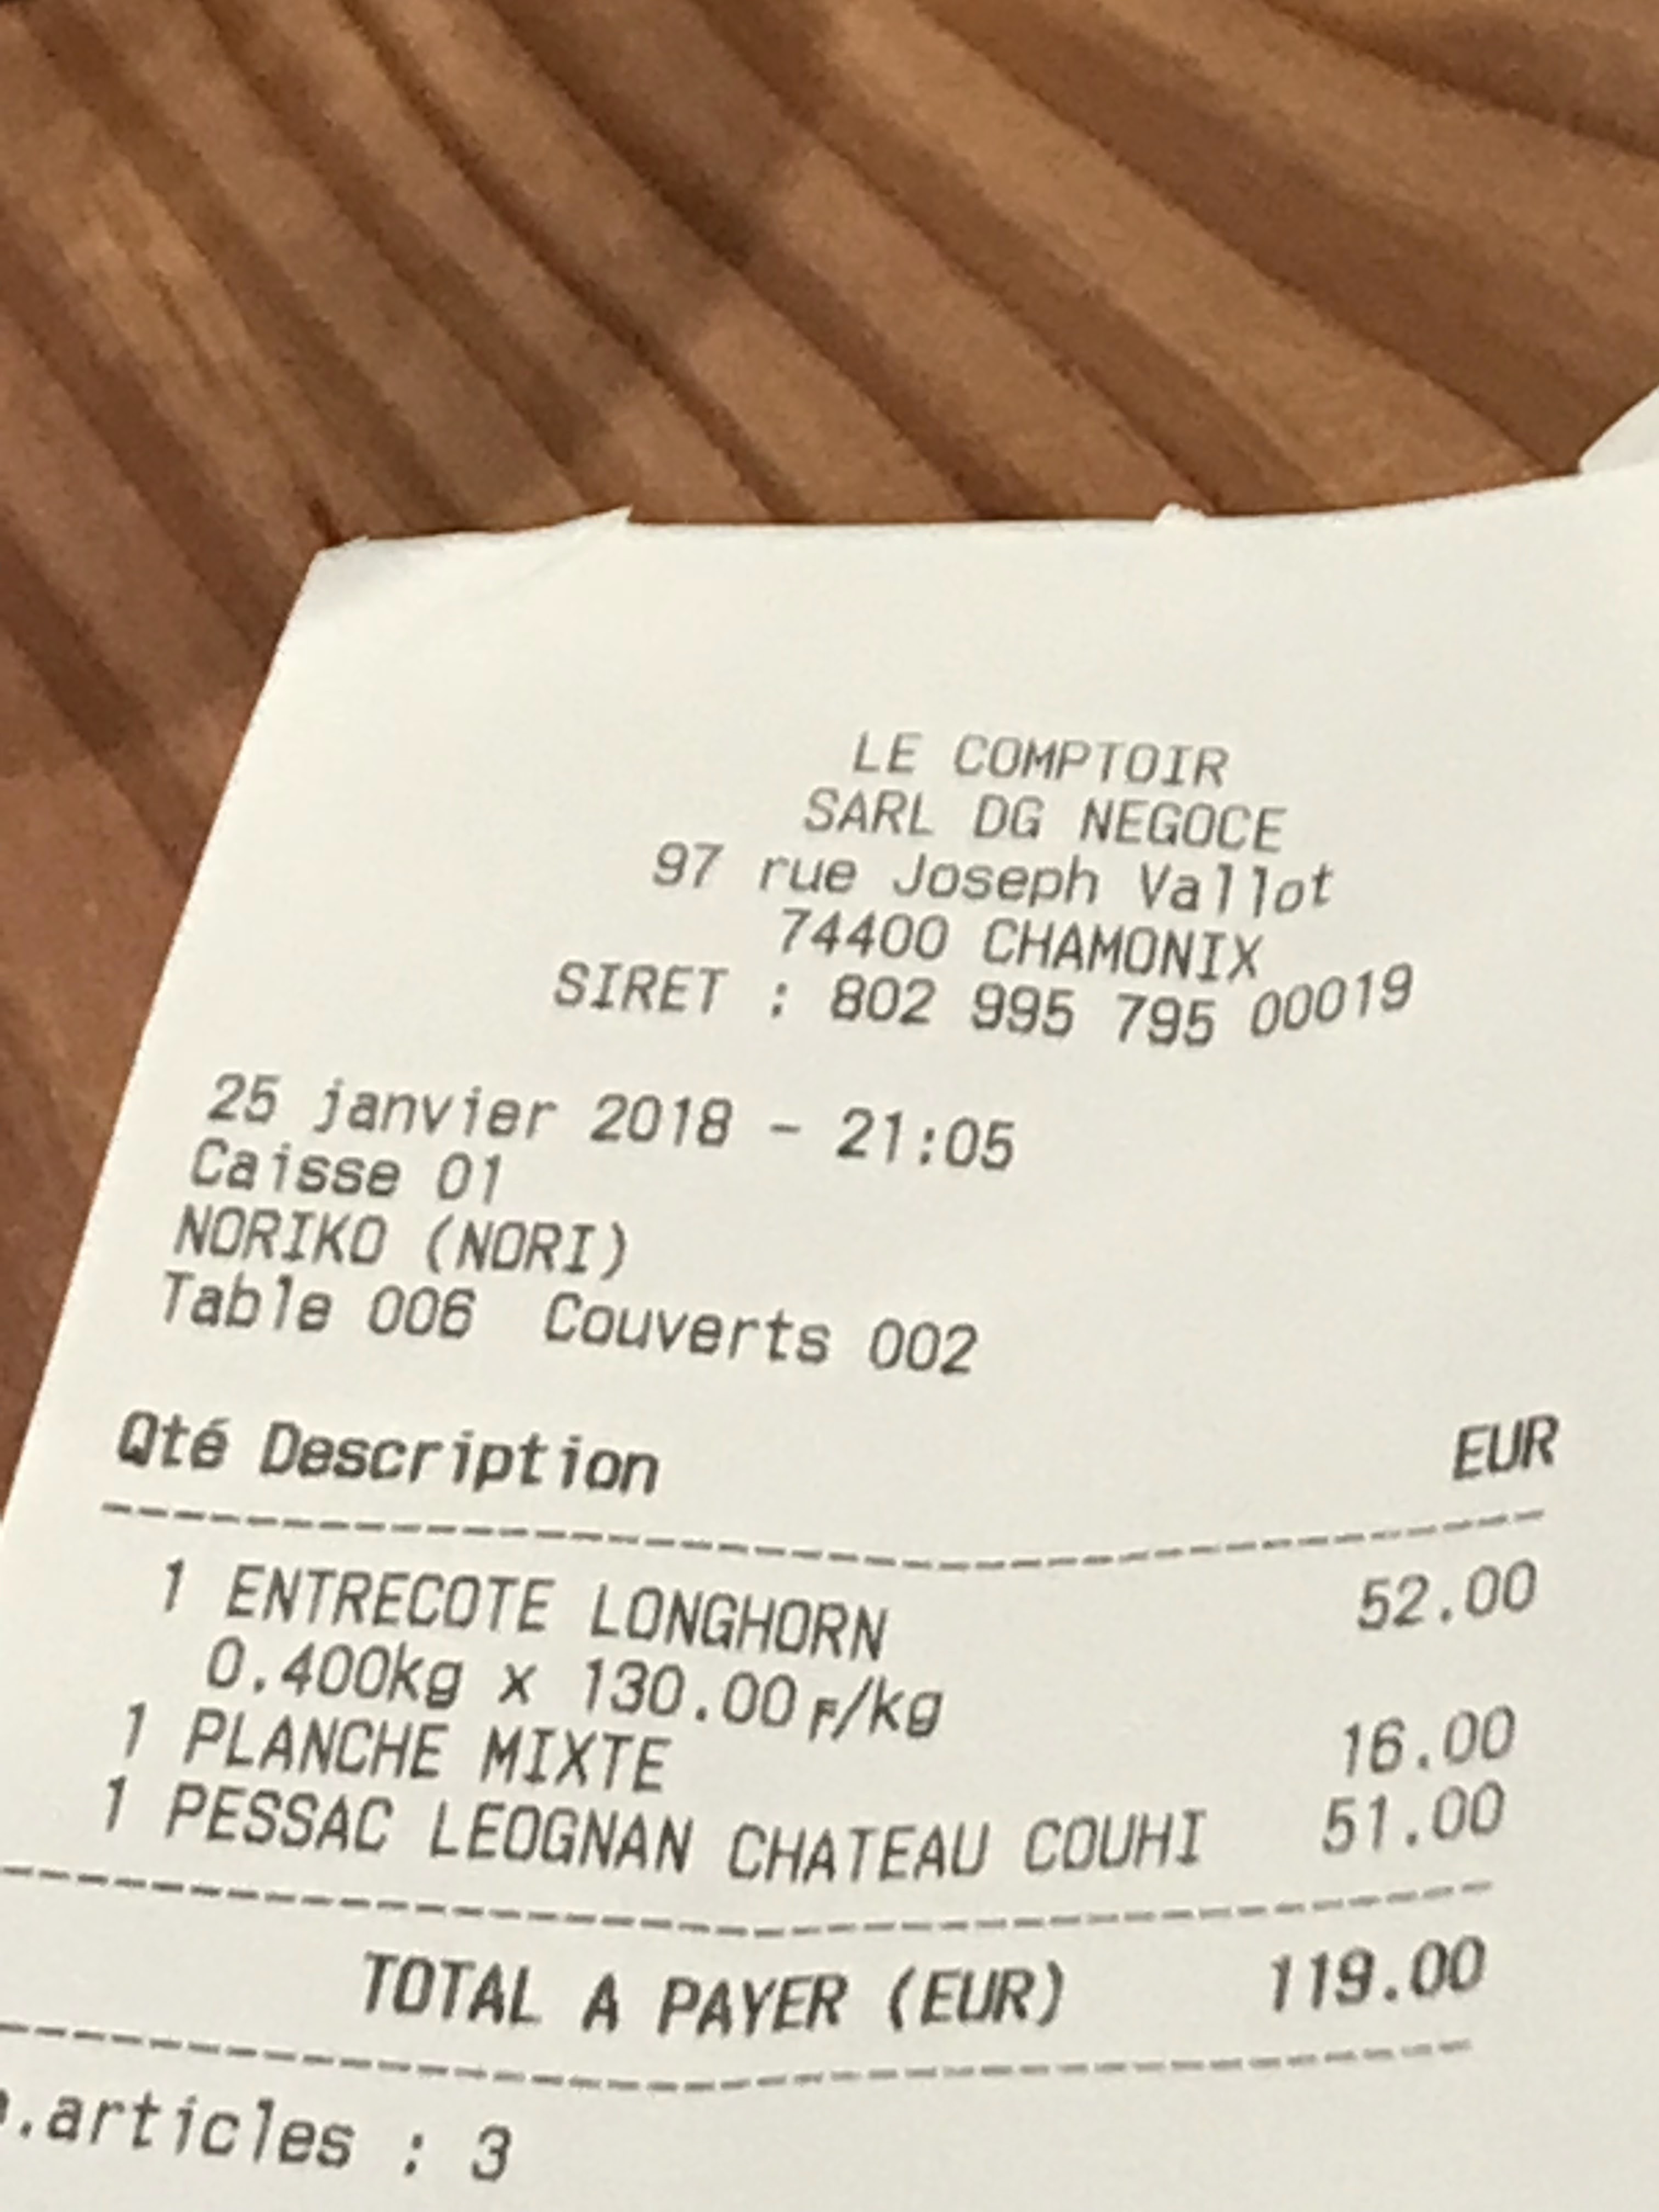 LE COMPTOIR
SARL DG NEGOCE
97 rue Joseph Vallot
74400 CHAMONIX
SIRET : 802 995 795 00019
25 janvier 2018 - 21:05
Caisse 01
NORIKO (NORI)
Table 006 Couverts 002
Qté Description EUR
1 ENTRECOTE LONGHORN 52.00
0.400kg x 130.00 F/kg
1 PLANCHE MIXTE 16.00
1 PESSAC LEOGNAN CHATEAU COUHI 51.00
TOTAL A PAYER (EUR) 119.00
.articles : 3